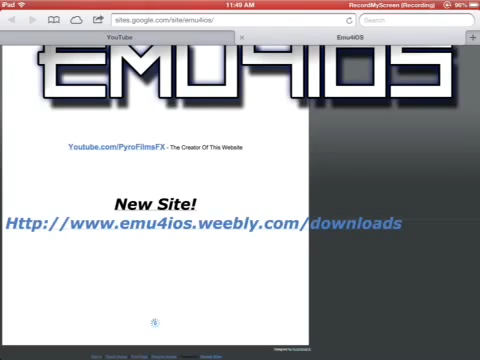 iPad
11:49 AM
RecordMyScreen (Recording)
96%
sites.google.com/site/emu4ios/
Search
YouTube
Emu4iOS
EMU4IOS
Youtube.com/PyroFilmsFX - The Creator Of This Website
New Site!
Http://www.emu4ios.weebly.com/downloads